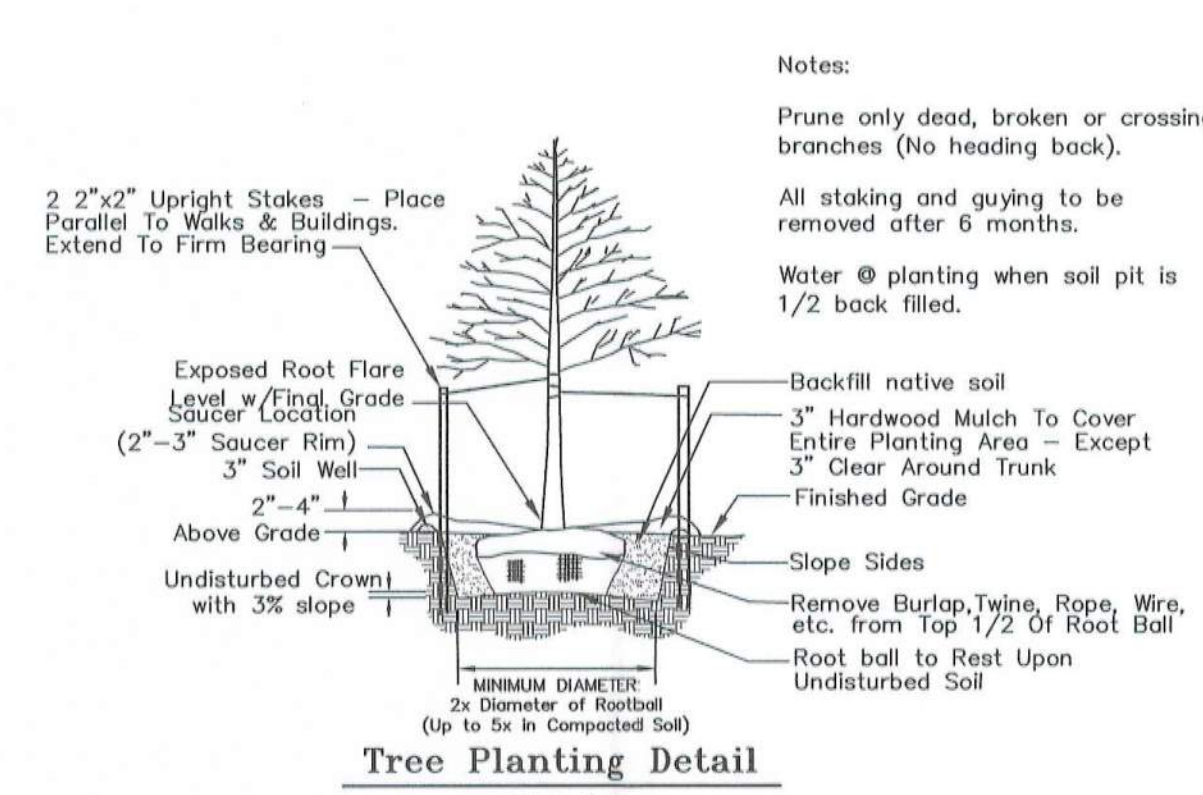 Notes:
Prune only dead, broken or crossing
branches (No heading back).
All staking and guying to be
removed after 6 months.
Water @ planting when soil pit is
1/2 back filled.
2 2"x2" Upright Stakes - Place
Parallel To Walks & Buildings.
Extend To Firm Bearing
Exposed Root Flare
Level w/Final Grade
Saucer Location
(2"-3" Saucer Rim)
3" Soil Well
2"-4"
Above Grade
Undisturbed Crown
with 3% slope
Backfill native soil
3" Hardwood Mulch To Cover
Entire Planting Area - Except
3" Clear Around Trunk
Finished Grade
Slope Sides
Remove Burlap,Twine, Rope, Wire,
etc. from Top 1/2 Of Root Ball
Root ball to Rest Upon
Undisturbed Soil
MINIMUM DIAMETER:
2x Diameter of Rootball
(Up to 5x in Compacted Soil)
Tree Planting Detail